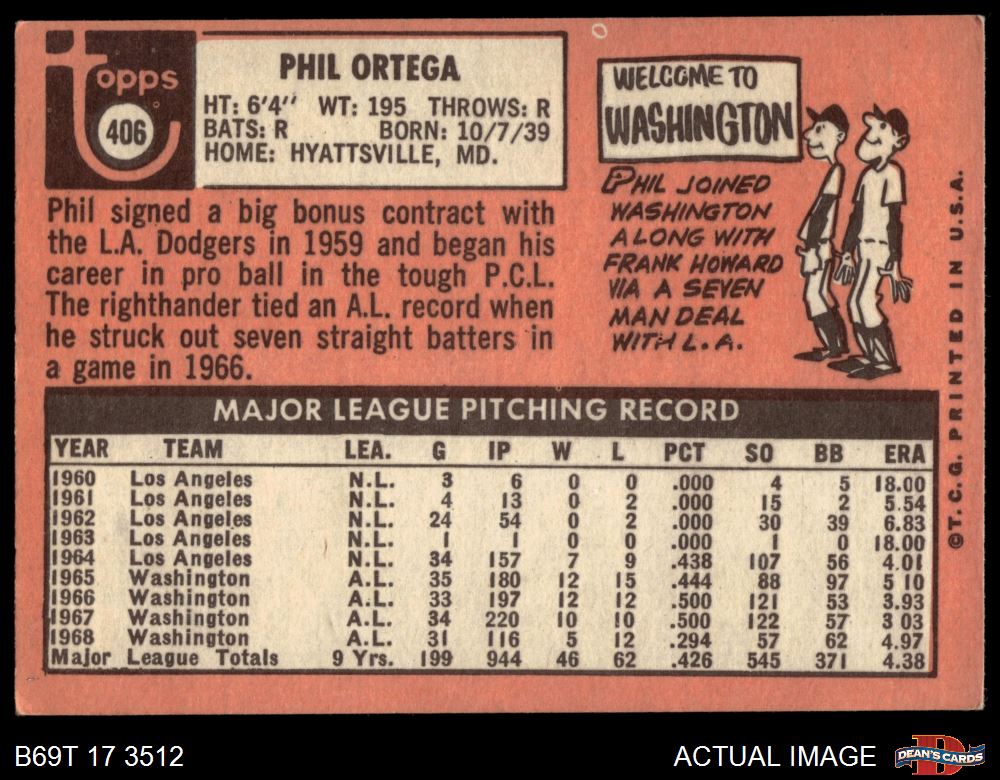 topps
406
PHIL ORTEGA
HT: 6'4" WT: 195 THROWS: R
BATS: R BORN: 10/7/39
HOME: HYATTSVILLE, MD.
Phil signed a big bonus contract with
the L.A. Dodgers in 1959 and began his
career in pro ball in the tough P.C.L.
The righthander tied an A.L. record when
he struck out seven straight batters in
a game in 1966.
WELCOME TO
WASHINGTON
PHIL JOINED
WASHINGTON
ALONG WITH
FRANK HOWARD
VIA A SEVEN
MAN DEAL
WITH L.A.
©T.C.G. PRINTED IN U.S.A.
MAJOR LEAGUE PITCHING RECORD
YEAR TEAM LEA. G IP W L PCT SO BB ERA
1960 Los Angeles N.L. 3 6 0 0 .000 4 5 18.00
1961 Los Angeles N.L. 4 13 0 2 .000 15 2 5.54
1962 Los Angeles N.L. 24 54 0 2 .000 30 39 6.83
1963 Los Angeles N.L. 1 1 0 0 .000 1 0 18.00
1964 Los Angeles N.L. 34 157 7 9 .438 107 56 4.01
1965 Washington A.L. 35 180 12 15 .444 88 97 5 10
1966 Washington A.L. 33 197 12 12 .500 121 53 3.93
1967 Washington A.L. 34 220 10 10 .500 122 57 3 03
1968 Washington A.L. 31 116 5 12 .294 57 62 4.97
Major League Totals 9 Yrs. 199 944 46 62 .426 545 371 4.38
B69T 17 3512
ACTUAL IMAGE
DEAN'S CARDS